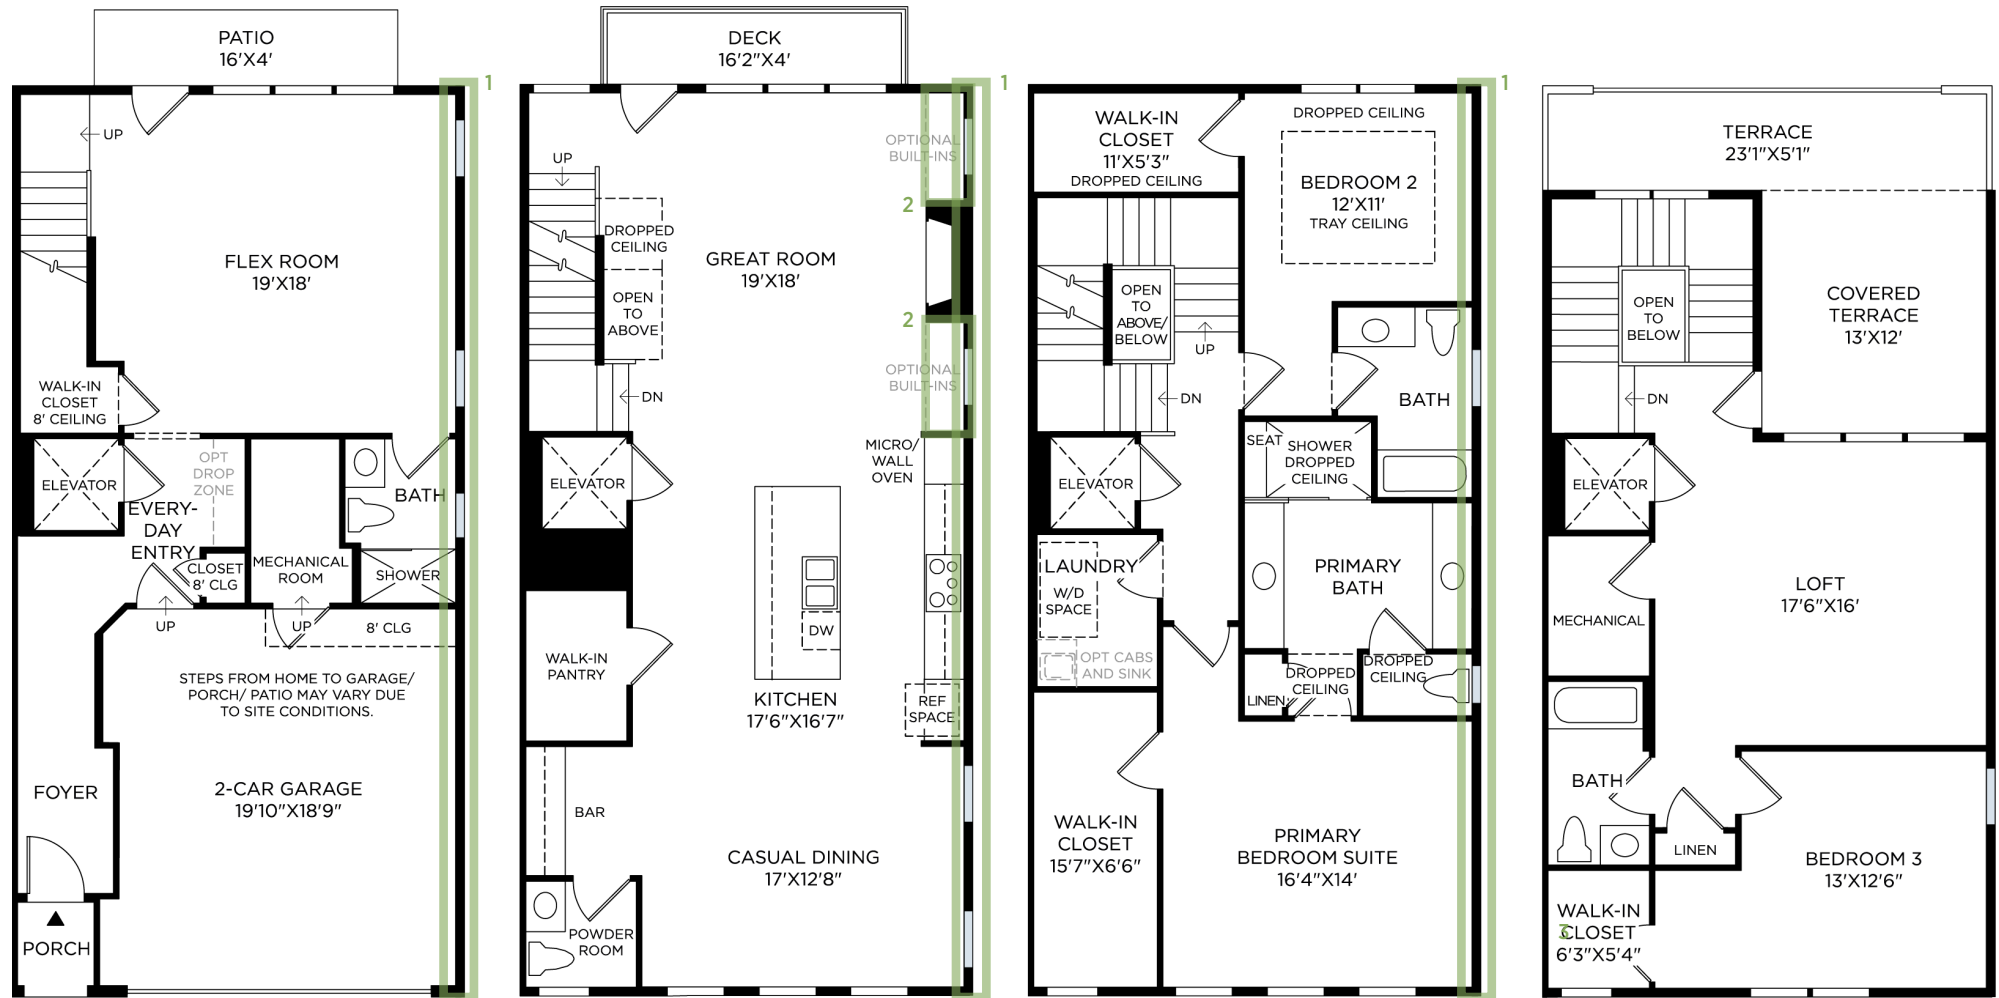 PATIO
16'X4'
1
UP
FLEX ROOM
19'X18'
WALK-IN
CLOSET
8' CEILING
ELEVATOR
OPT
DROP
ZONE
EVERY-
DAY
ENTRY
CLOSET
8' CLG
MECHANICAL
ROOM
BATH
SHOWER
UP
UP
8' CLG
STEPS FROM HOME TO GARAGE/
PORCH/ PATIO MAY VARY DUE
TO SITE CONDITIONS.
FOYER
2-CAR GARAGE
19'10"X18'9"
PORCH
DECK
16'2"X4'
1
OPTIONAL
BUILT-INS
UP
2
DROPPED
CEILING
GREAT ROOM
19'X18'
OPEN
TO
ABOVE
2
OPTIONAL
BUILT-INS
DN
MICRO/
WALL
OVEN
ELEVATOR
DW
WALK-IN
PANTRY
KITCHEN
17'6"X16'7"
REF
SPACE
BAR
CASUAL DINING
17'X12'8"
POWDER
ROOM
1
WALK-IN
CLOSET
11'X5'3"
DROPPED CEILING
DROPPED CEILING
BEDROOM 2
12'X11'
TRAY CEILING
OPEN
TO
ABOVE/
BELOW
UP
DN
BATH
SEAT
SHOWER
DROPPED
CEILING
ELEVATOR
LAUNDRY
W/D
SPACE
OPT CABS
AND SINK
PRIMARY
BATH
LINEN
DROPPED
CEILING
DROPPED
CEILING
WALK-IN
CLOSET
15'7"X6'6"
PRIMARY
BEDROOM SUITE
16'4"X14'
TERRACE
23'1"X5'1"
OPEN
TO
BELOW
COVERED
TERRACE
13'X12'
DN
ELEVATOR
LOFT
17'6"X16'
MECHANICAL
BATH
LINEN
BEDROOM 3
13'X12'6"
WALK-IN
CLOSET
6'3"X5'4"
3